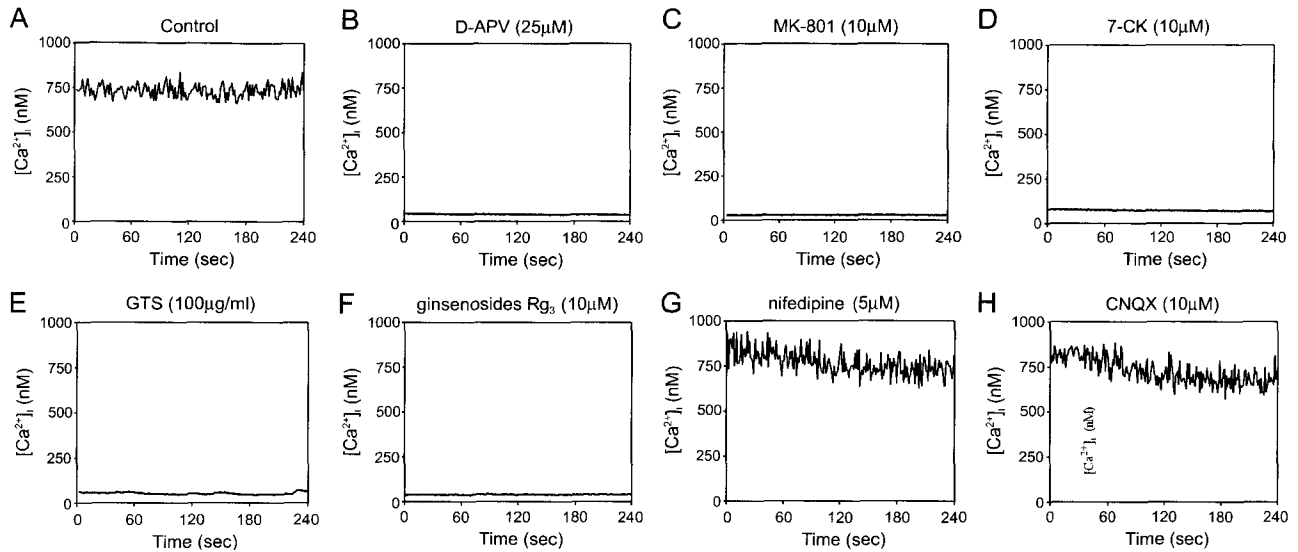 A
Control
1000
750
500
250
0
[Ca²⁺]ᵢ (nM)
0 60 120 180 240
Time (sec)
B
D-APV (25μM)
1000
750
500
250
0
[Ca²⁺]ᵢ (nM)
0 60 120 180 240
Time (sec)
C
MK-801 (10μM)
1000
750
500
250
0
[Ca²⁺]ᵢ (nM)
0 60 120 180 240
Time (sec)
D
7-CK (10μM)
1000
750
500
250
0
[Ca²⁺]ᵢ (nM)
0 60 120 180 240
Time (sec)
E
GTS (100μg/ml)
1000
750
500
250
0
[Ca²⁺]ᵢ (nM)
0 60 120 180 240
Time (sec)
F
ginsenosides Rg₃ (10μM)
1000
750
500
250
0
[Ca²⁺]ᵢ (nM)
0 60 120 180 240
Time (sec)
G
nifedipine (5μM)
1000
750
500
250
0
[Ca²⁺]ᵢ (nM)
0 60 120 180 240
Time (sec)
H
CNQX (10μM)
1000
750
500
250
0
[Ca²⁺]ᵢ (nM)
[Ca²⁺]ᵢ (nM)
0 60 120 180 240
Time (sec)